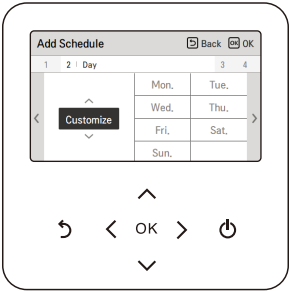 Add Schedule Back OK OK
1 2 Day 3 4
Mon. Tue.
Wed. Thu.
Customize
Fri. Sat.
Sun.
OK